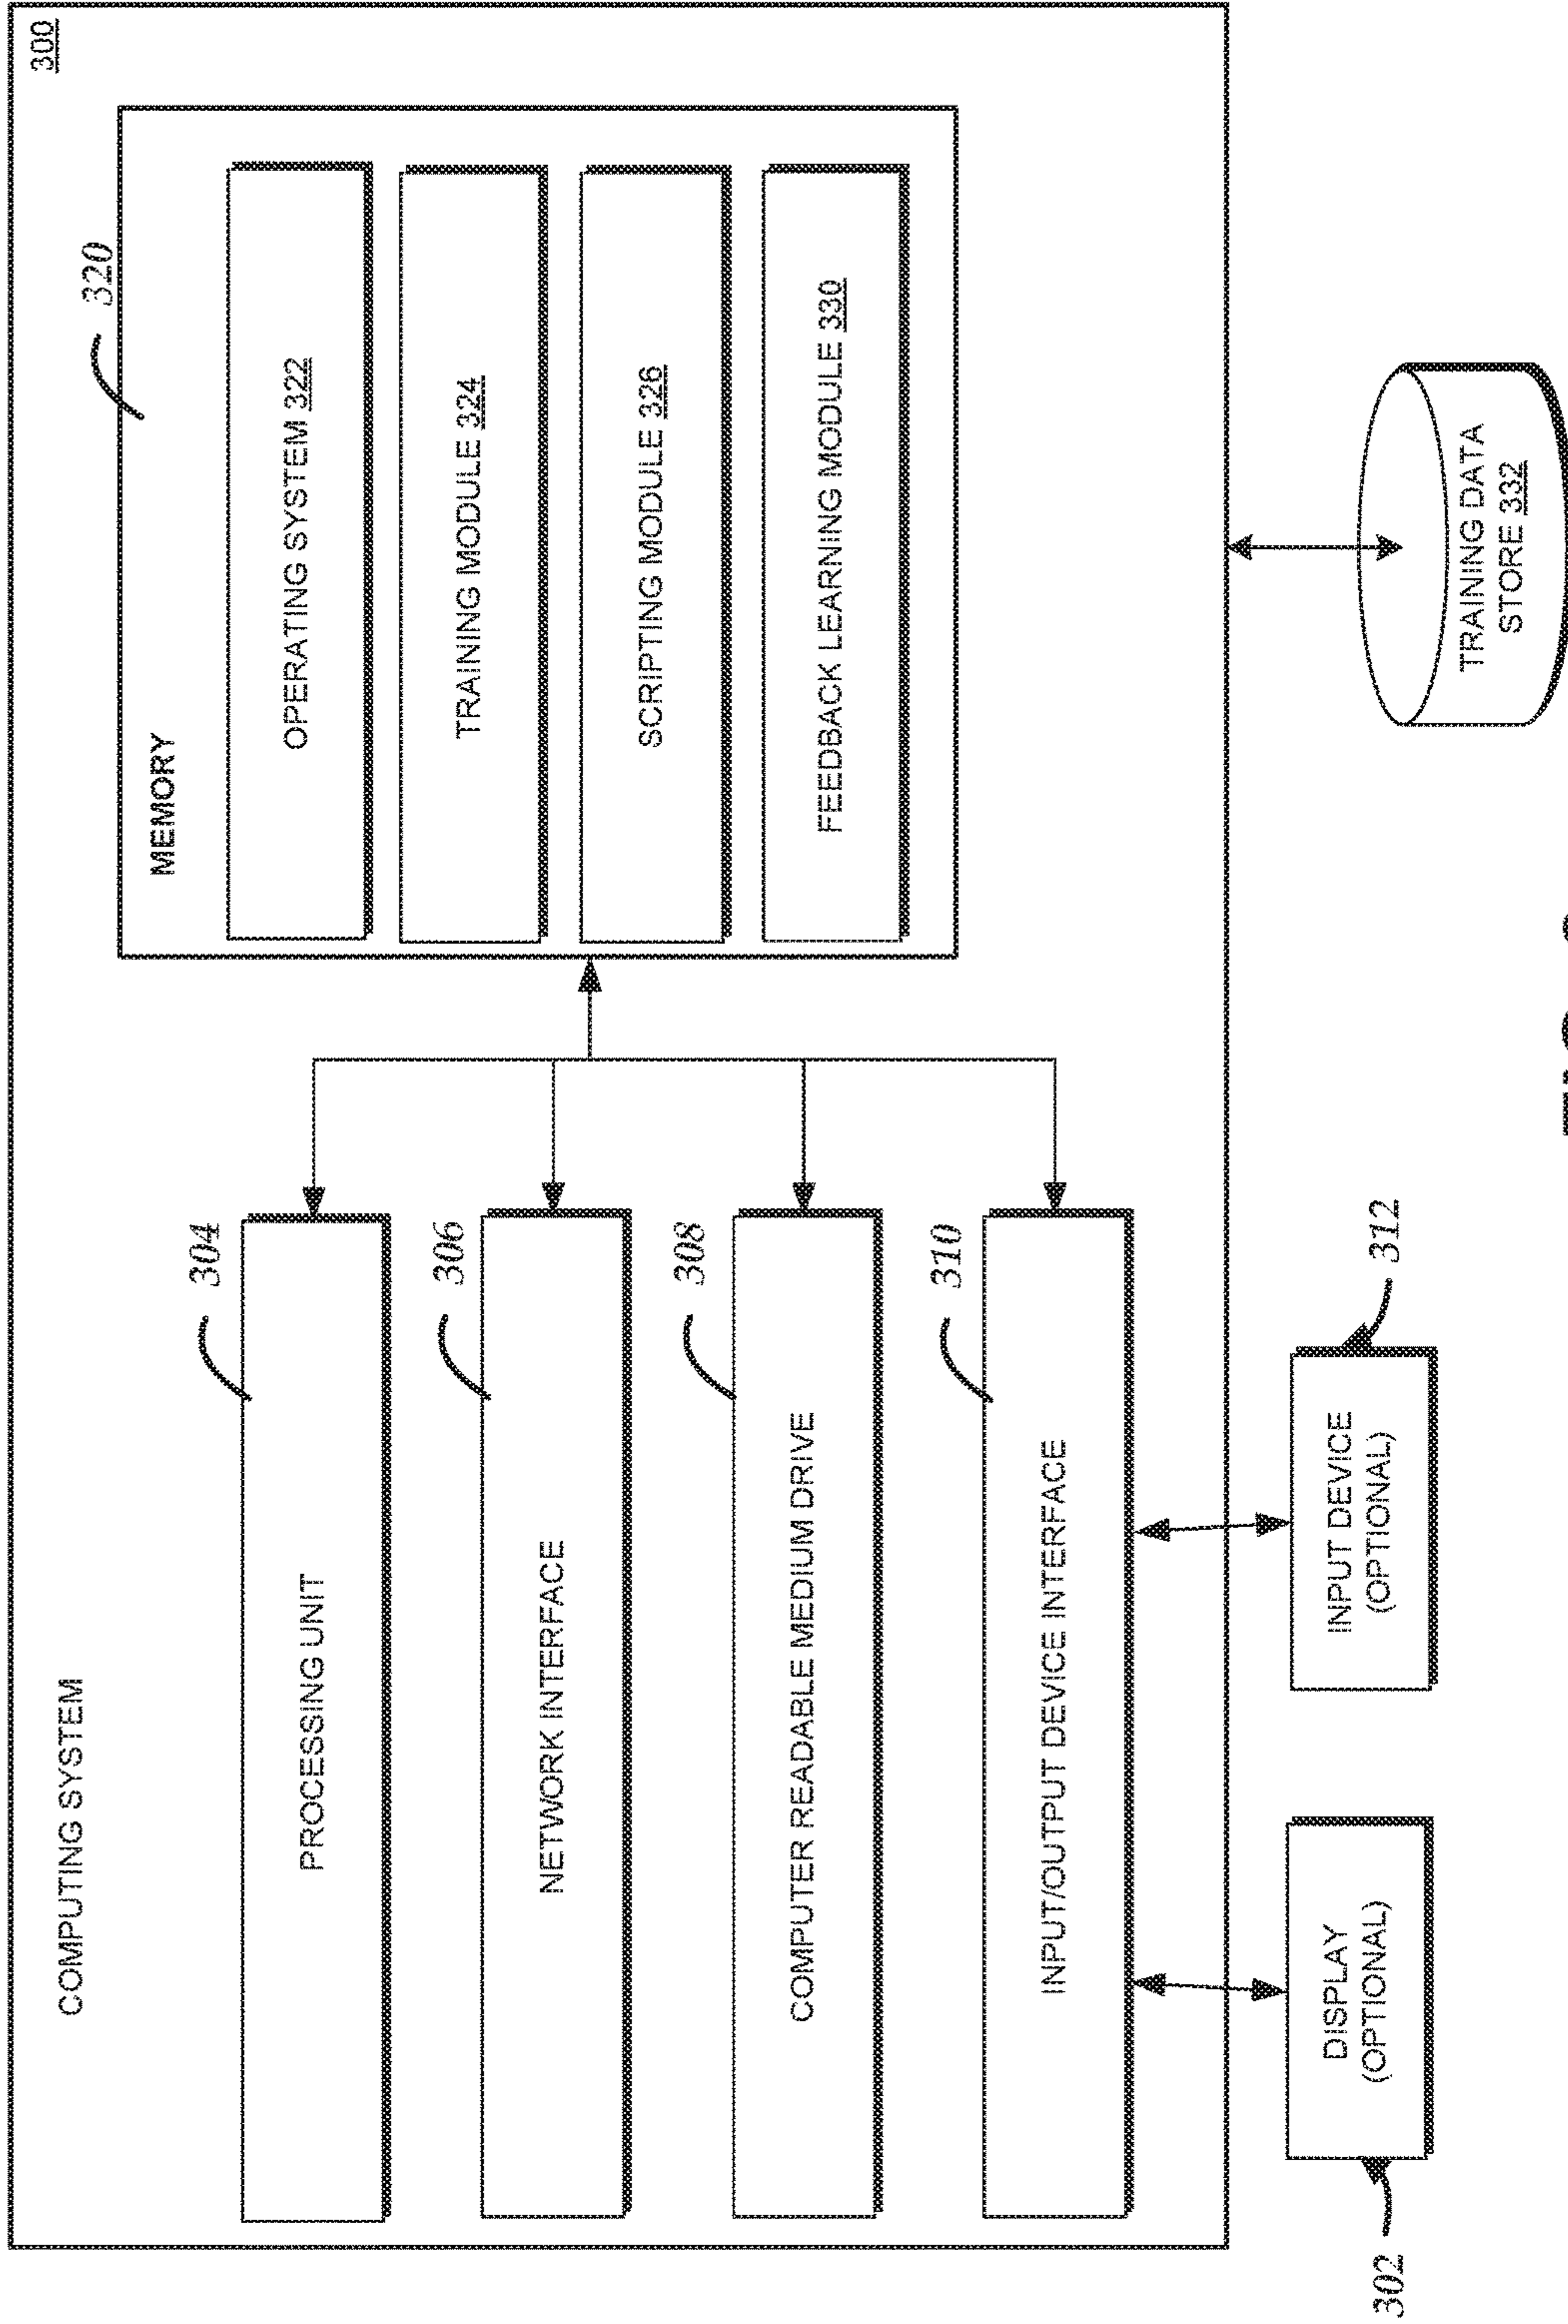 COMPUTING SYSTEM
300
304
PROCESSING UNIT
306
NETWORK INTERFACE
308
COMPUTER READABLE MEDIUM DRIVE
310
INPUT/OUTPUT DEVICE INTERFACE
320
MEMORY
OPERATING SYSTEM 322
TRAINING MODULE 324
SCRIPTING MODULE 326
FEEDBACK LEARNING MODULE 330
302
DISPLAY
(OPTIONAL)
INPUT DEVICE
(OPTIONAL)
312
TRAINING DATA
STORE 332